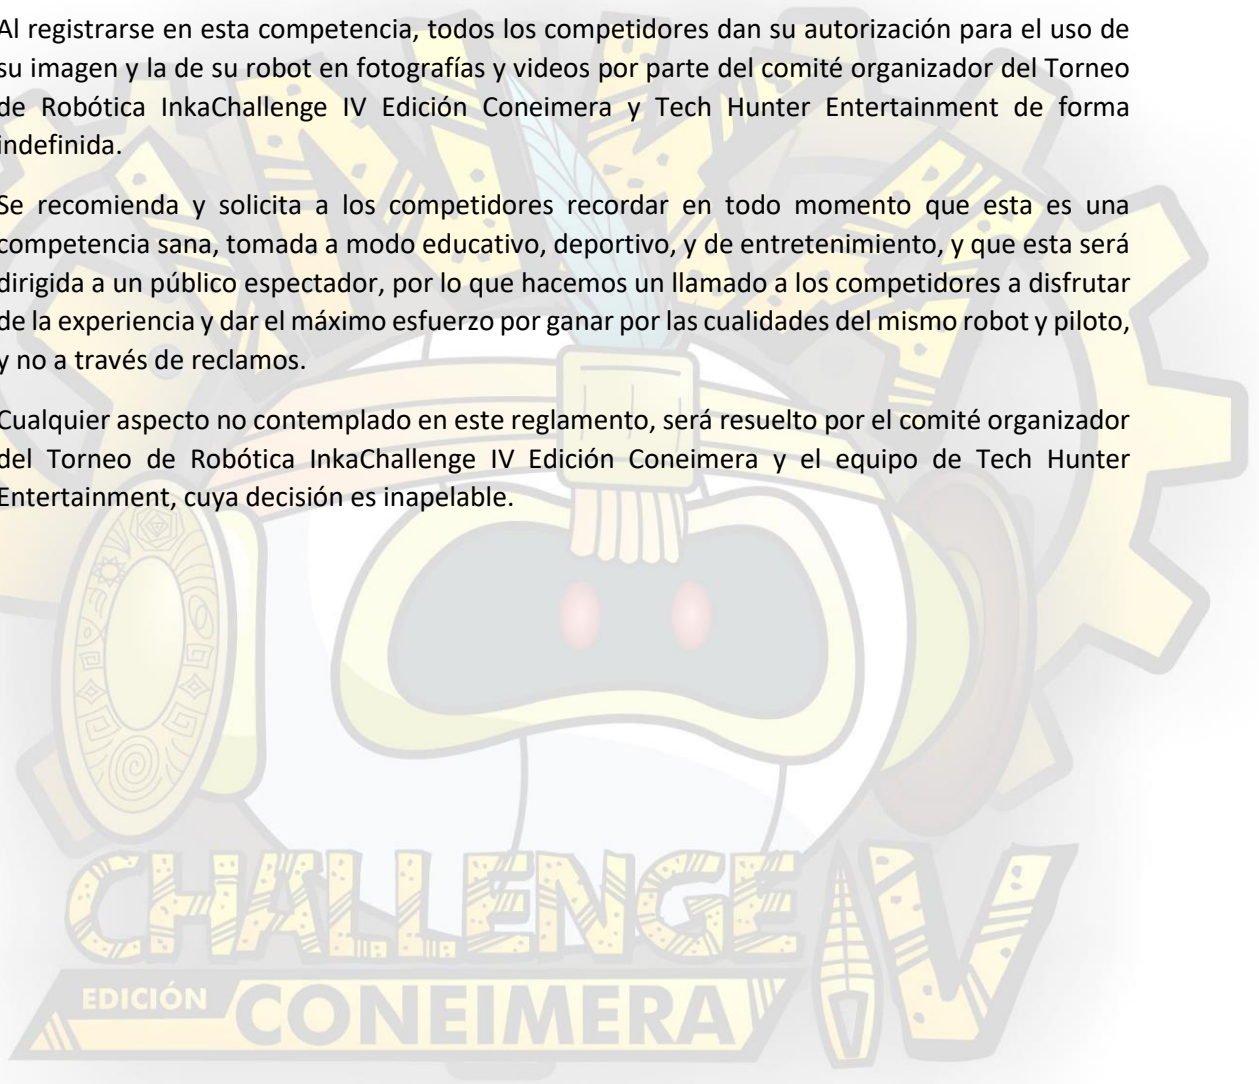 Al registrarse en esta competencia, todos los competidores dan su autorización para el uso de
su imagen y la de su robot en fotografías y videos por parte del comité organizador del Torneo
de Robótica InkaChallenge IV Edición Coneimera y Tech Hunter Entertainment de forma
indefinida.
Se recomienda y solicita a los competidores recordar en todo momento que esta es una
competencia sana, tomada a modo educativo, deportivo, y de entretenimiento, y que esta será
dirigida a un público espectador, por lo que hacemos un llamado a los competidores a disfrutar
de la experiencia y dar el máximo esfuerzo por ganar por las cualidades del mismo robot y piloto,
y no a través de reclamos.
Cualquier aspecto no contemplado en este reglamento, será resuelto por el comité organizador
del Torneo de Robótica InkaChallenge IV Edición Coneimera y el equipo de Tech Hunter
Entertainment, cuya decisión es inapelable.
INKA
PLUS
CHALLENGE IV
EDICIÓN CONEIMERA